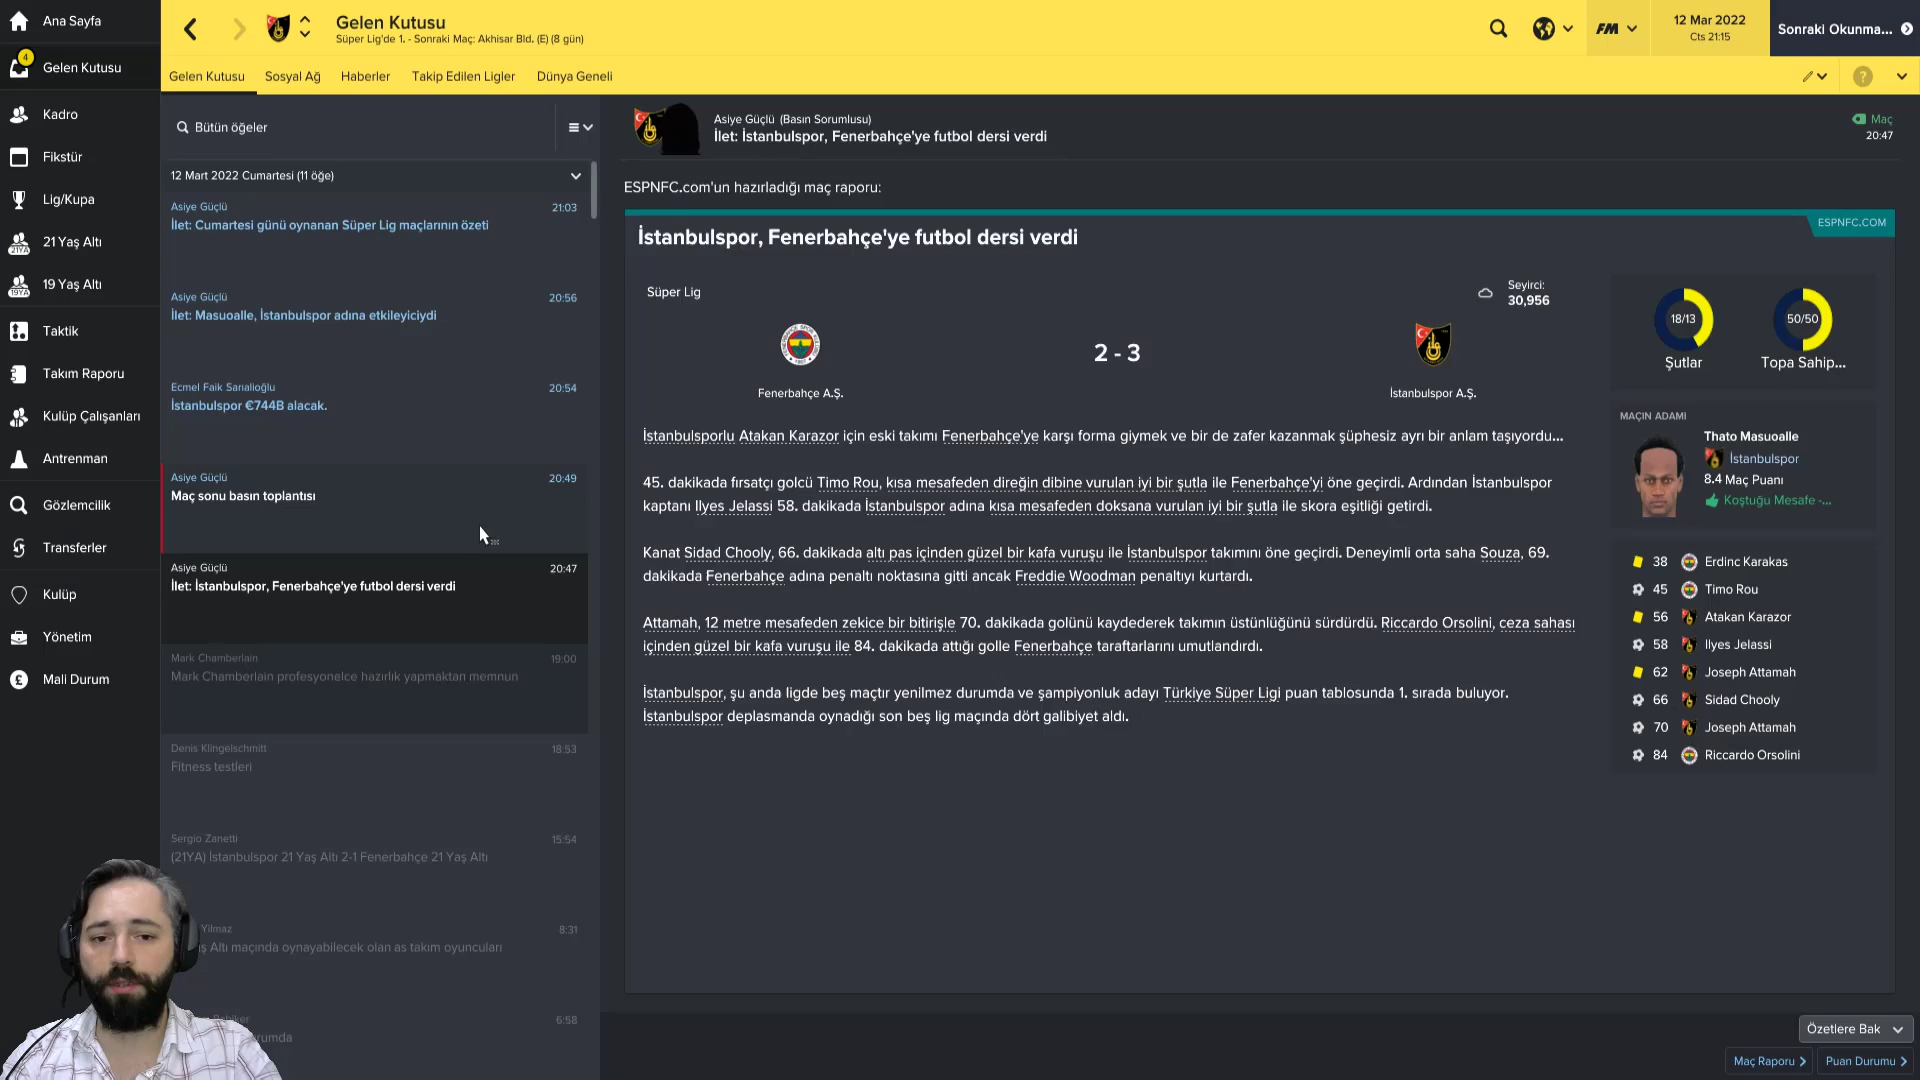 Ana Sayfa
4
Gelen Kutusu
Kadro
Fikstür
Lig/Kupa
21 Yaş Altı
19 Yaş Altı
Taktik
Takım Raporu
Kulüp Çalışanları
Antrenman
Gözlemcilik
Transferler
Kulüp
Yönetim
Mali Durum
Gelen Kutusu
Süper Lig'de 1. - Sonraki Maç: Akhisar Bld. (E) (8 gün)
FM
12 Mar 2022
Cts 21:15
Sonraki Okunma...
Gelen Kutusu
Sosyal Ağ
Haberler
Takip Edilen Ligler
Dünya Geneli
Bütün öğeler
12 Mart 2022 Cumartesi (11 öğe)
Asiye Güçlü 21:03
İlet: Cumartesi günü oynanan Süper Lig maçlarının özeti
Asiye Güçlü 20:56
İlet: Masuoalle, İstanbulspor adına etkileyiciydi
Ecmel Faik Sarıalioğlu 20:54
İstanbulspor €744B alacak.
Asiye Güçlü 20:49
Maç sonu basın toplantısı
Asiye Güçlü 20:47
İlet: İstanbulspor, Fenerbahçe'ye futbol dersi verdi
Mark Chamberlain 19:00
Mark Chamberlain profesyonelce hazırlık yapmaktan memnun
Denis Klingelschmitt 18:53
Fitness testleri
Sergio Zanetti 15:54
(21YA) İstanbulspor 21 Yaş Altı 2-1 Fenerbahçe 21 Yaş Altı
Yilmaz 8:31
Altı maçında oynayabilecek olan as takım oyuncuları
6:58
Asiye Güçlü (Basın Sorumlusu)
İlet: İstanbulspor, Fenerbahçe'ye futbol dersi verdi
Maç
20:47
ESPNFC.com'un hazırladığı maç raporu:
ESPNFC.COM
İstanbulspor, Fenerbahçe'ye futbol dersi verdi
Süper Lig
Seyirci:
30,956
2 - 3
Fenerbahçe A.Ş.
İstanbulspor A.Ş.
İstanbulsporlu Atakan Karazor için eski takımı Fenerbahçe'ye karşı forma giymek ve bir de zafer kazanmak şüphesiz ayrı bir anlam taşıyordu...
45. dakikada fırsatçı golcü Timo Rou, kısa mesafeden direğin dibine vurulan iyi bir şutla ile Fenerbahçe'yi öne geçirdi. Ardından İstanbulspor
kaptanı Ilyes Jelassi 58. dakikada İstanbulspor adına kısa mesafeden doksana vurulan iyi bir şutla ile skora eşitliği getirdi.
Kanat Sidad Chooly, 66. dakikada altı pas içinden güzel bir kafa vuruşu ile İstanbulspor takımını öne geçirdi. Deneyimli orta saha Souza, 69.
dakikada Fenerbahçe adına penaltı noktasına gitti ancak Freddie Woodman penaltıyı kurtardı.
Attamah, 12 metre mesafeden zekice bir bitirişle 70. dakikada golünü kaydederek takımın üstünlüğünü sürdürdü. Riccardo Orsolini, ceza sahası
içinden güzel bir kafa vuruşu ile 84. dakikada attığı golle Fenerbahçe taraftarlarını umutlandırdı.
İstanbulspor, şu anda ligde beş maçtır yenilmez durumda ve şampiyonluk adayı Türkiye Süper Ligi puan tablosunda 1. sırada buluyor.
İstanbulspor deplasmanda oynadığı son beş lig maçında dört galibiyet aldı.
18/13
Şutlar
50/50
Topa Sahip...
MAÇIN ADAMI
Thato Masuoalle
İstanbulspor
8.4 Maç Puanı
Koştuğu Mesafe -...
38 Erdinc Karakas
45 Timo Rou
56 Atakan Karazor
58 Ilyes Jelassi
62 Joseph Attamah
66 Sidad Chooly
70 Joseph Attamah
84 Riccardo Orsolini
Özetlere Bak
Maç Raporu
Puan Durumu